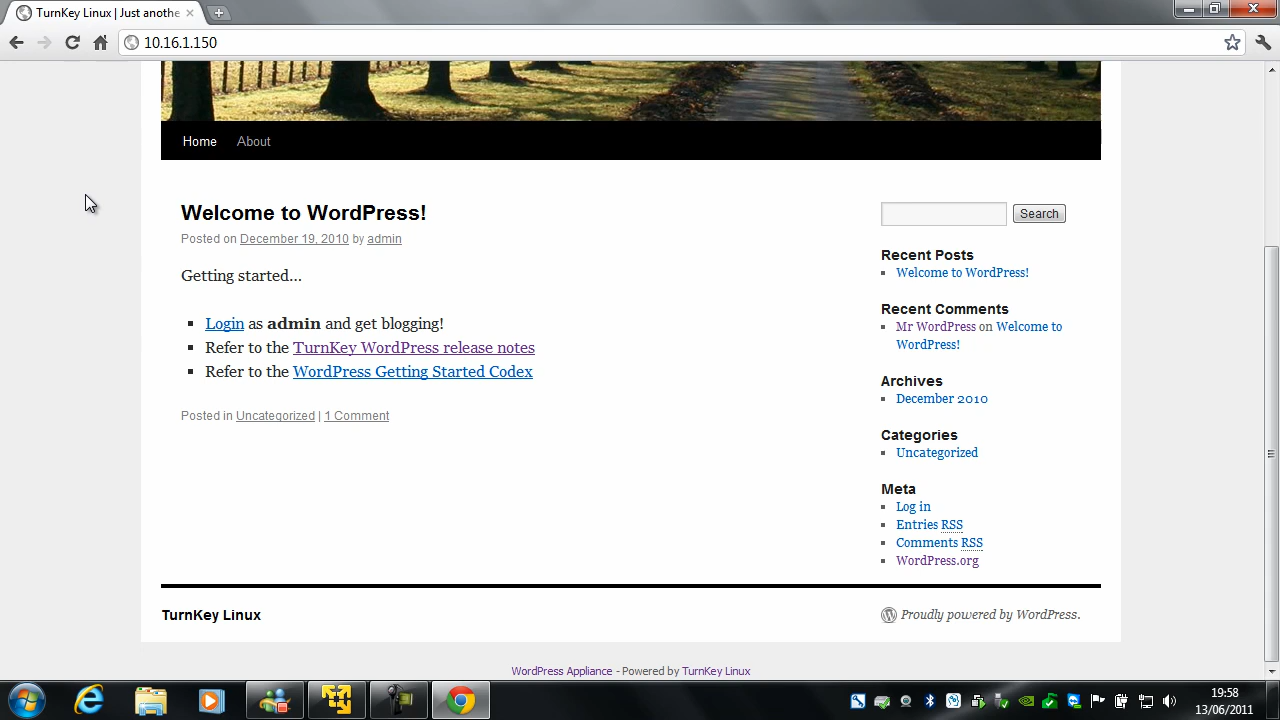 TurnKey Linux | Just anothe
10.16.1.150
Home About
Welcome to WordPress!
Posted on December 19, 2010 by admin
Getting started...
Login as admin and get blogging!
Refer to the TurnKey WordPress release notes
Refer to the WordPress Getting Started Codex
Posted in Uncategorized | 1 Comment
Search
Recent Posts
Welcome to WordPress!
Recent Comments
Mr WordPress on Welcome to
WordPress!
Archives
December 2010
Categories
Uncategorized
Meta
Log in
Entries RSS
Comments RSS
WordPress.org
TurnKey Linux
Proudly powered by WordPress.
WordPress Appliance - Powered by TurnKey Linux
19:58
13/06/2011